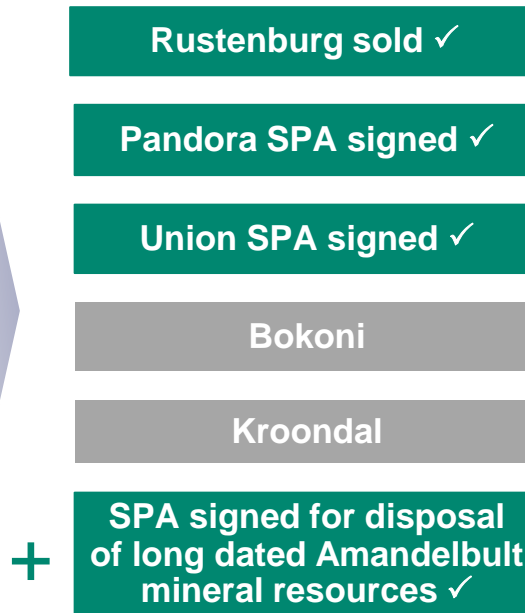 Rustenburg sold ✓
Pandora SPA signed ✓
Union SPA signed ✓
Bokoni
Kroondal
+
SPA signed for disposal
of long dated Amandelbult
mineral resources ✓